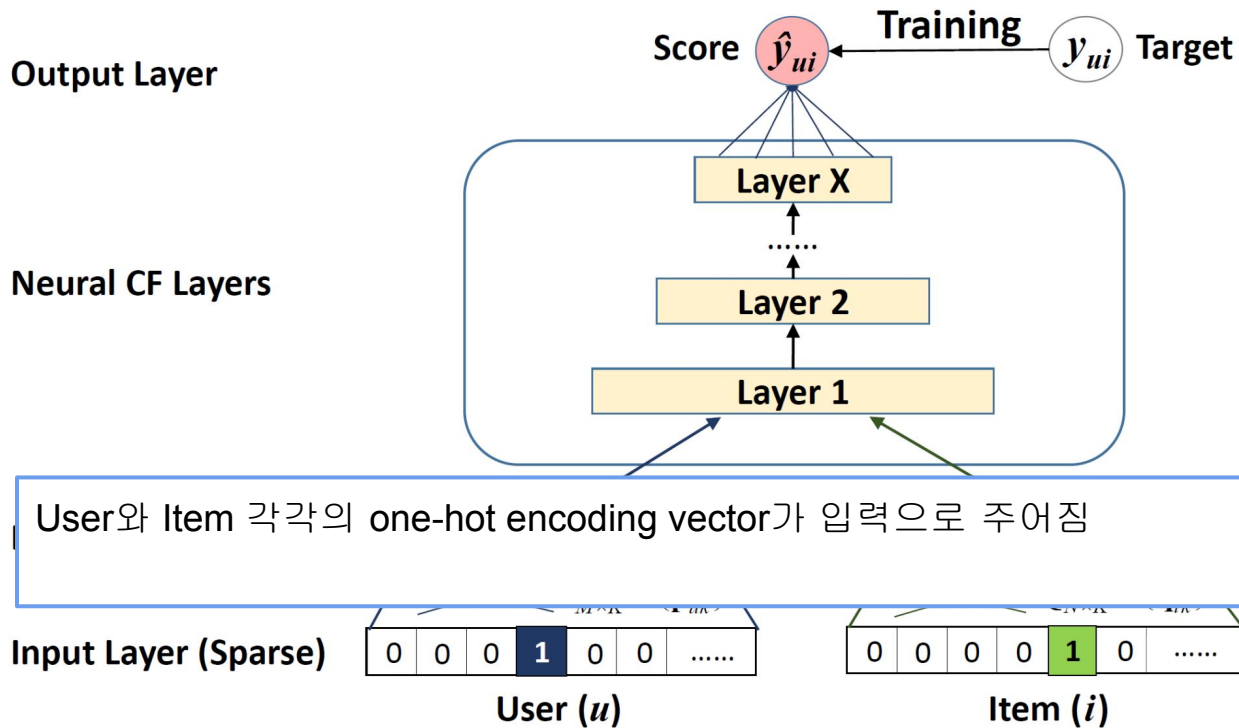 Score ŷui Training yui Target
Output Layer
Layer X
......
Neural CF Layers
Layer 2
Layer 1
User와 Item 각각의 one-hot encoding vector가 입력으로 주어짐
Input Layer (Sparse)
0 0 0 1 0 0 ......
0 0 0 0 1 0 ......
User (u)
Item (i)